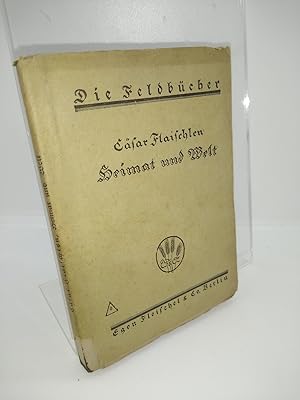 Die Feldbücher
Cäsar Flaischlen
Heimat und Welt
Egon Fleischel & Co. Berlin